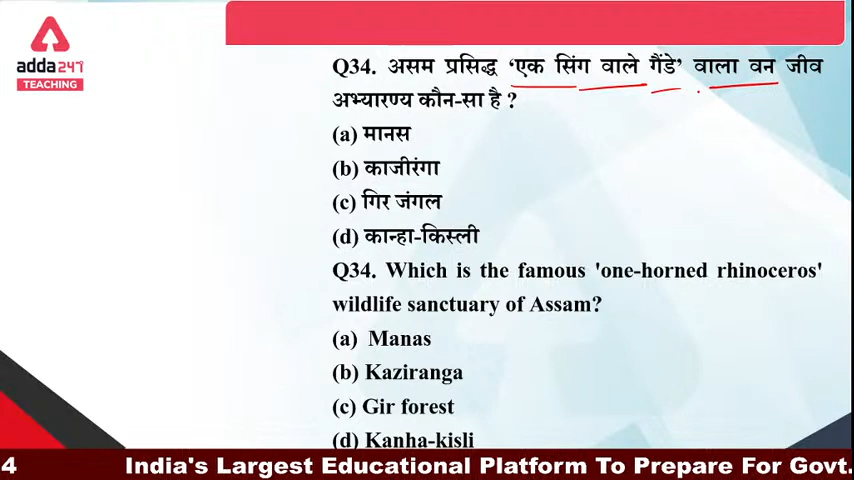 adda247
TEACHING
Q34. असम प्रसिद्ध ‘एक सिंग वाले गैंडे’ वाला वन जीव
अभ्यारण्य कौन-सा है ?
(a) मानस
(b) काजीरंगा
(c) गिर जंगल
(d) कान्हा-किस्ली
Q34. Which is the famous 'one-horned rhinoceros'
wildlife sanctuary of Assam?
(a) Manas
(b) Kaziranga
(c) Gir forest
(d) Kanha-kisli
4 India's Largest Educational Platform To Prepare For Govt.